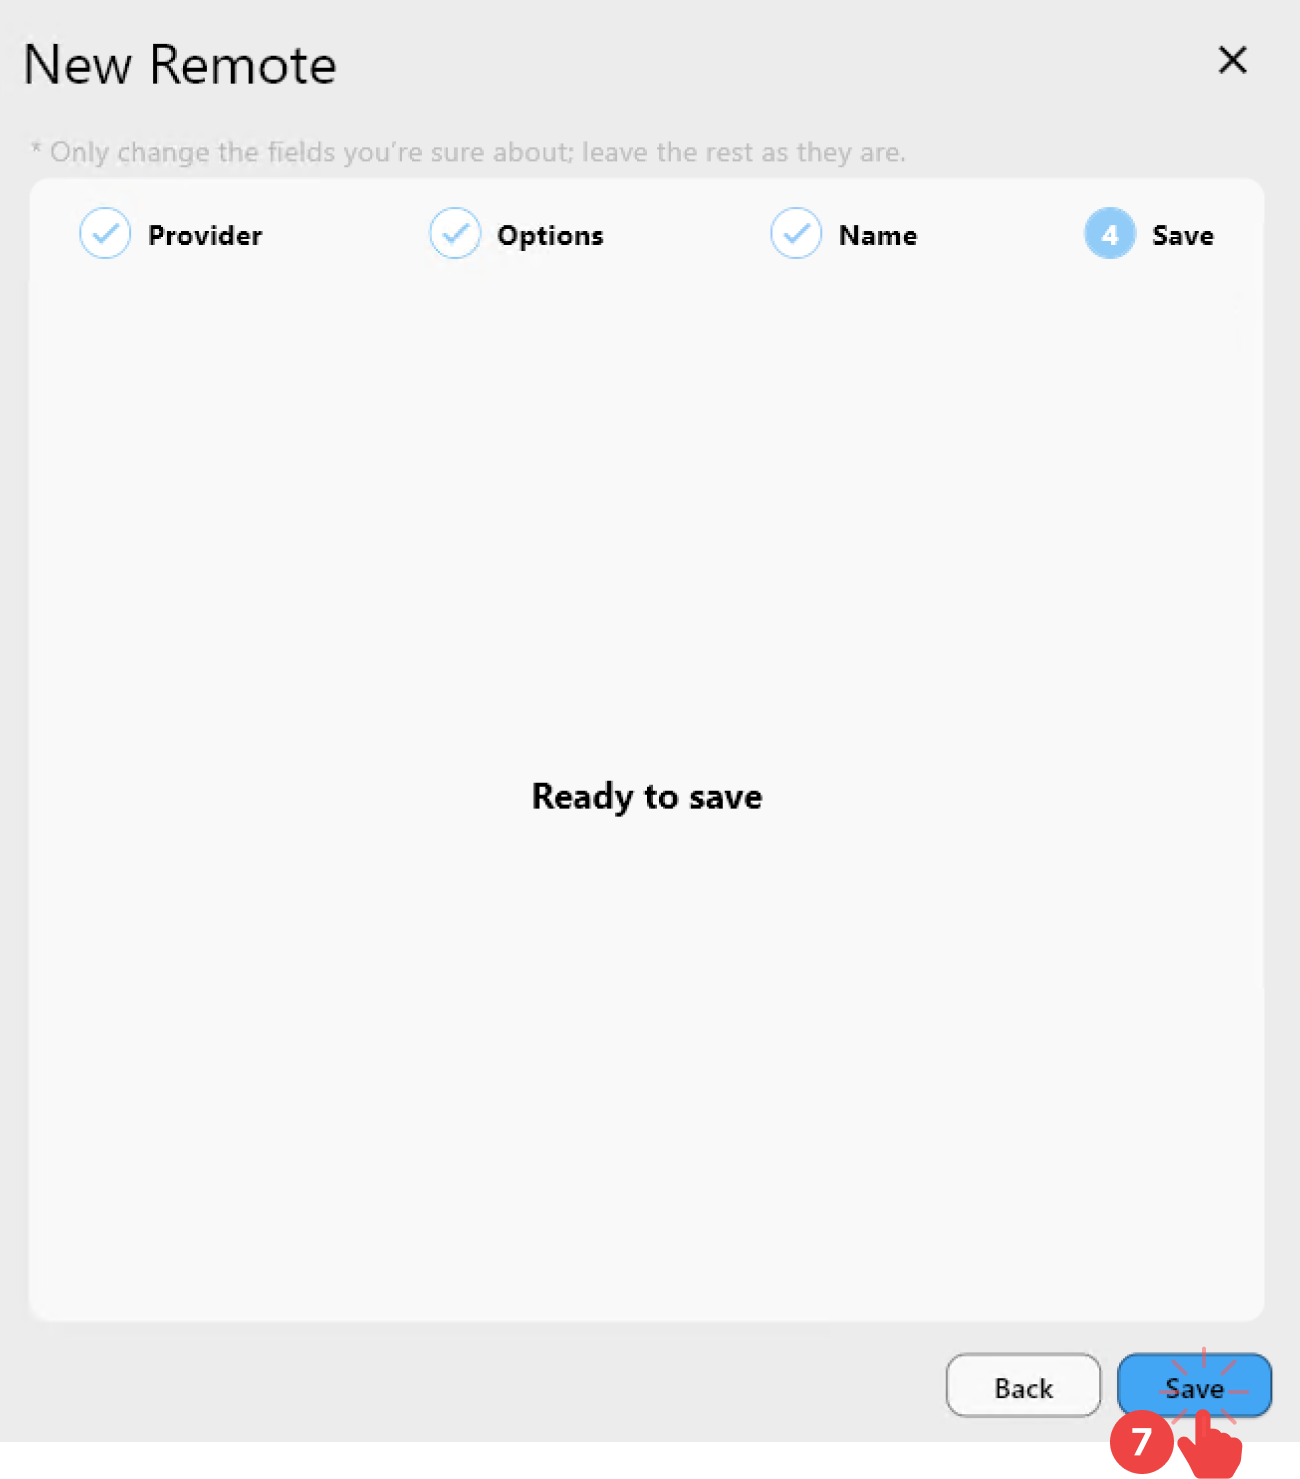 New Remote
* Only change the fields you're sure about; leave the rest as they are.
Provider Options Name 4 Save
Ready to save
Back Save
7